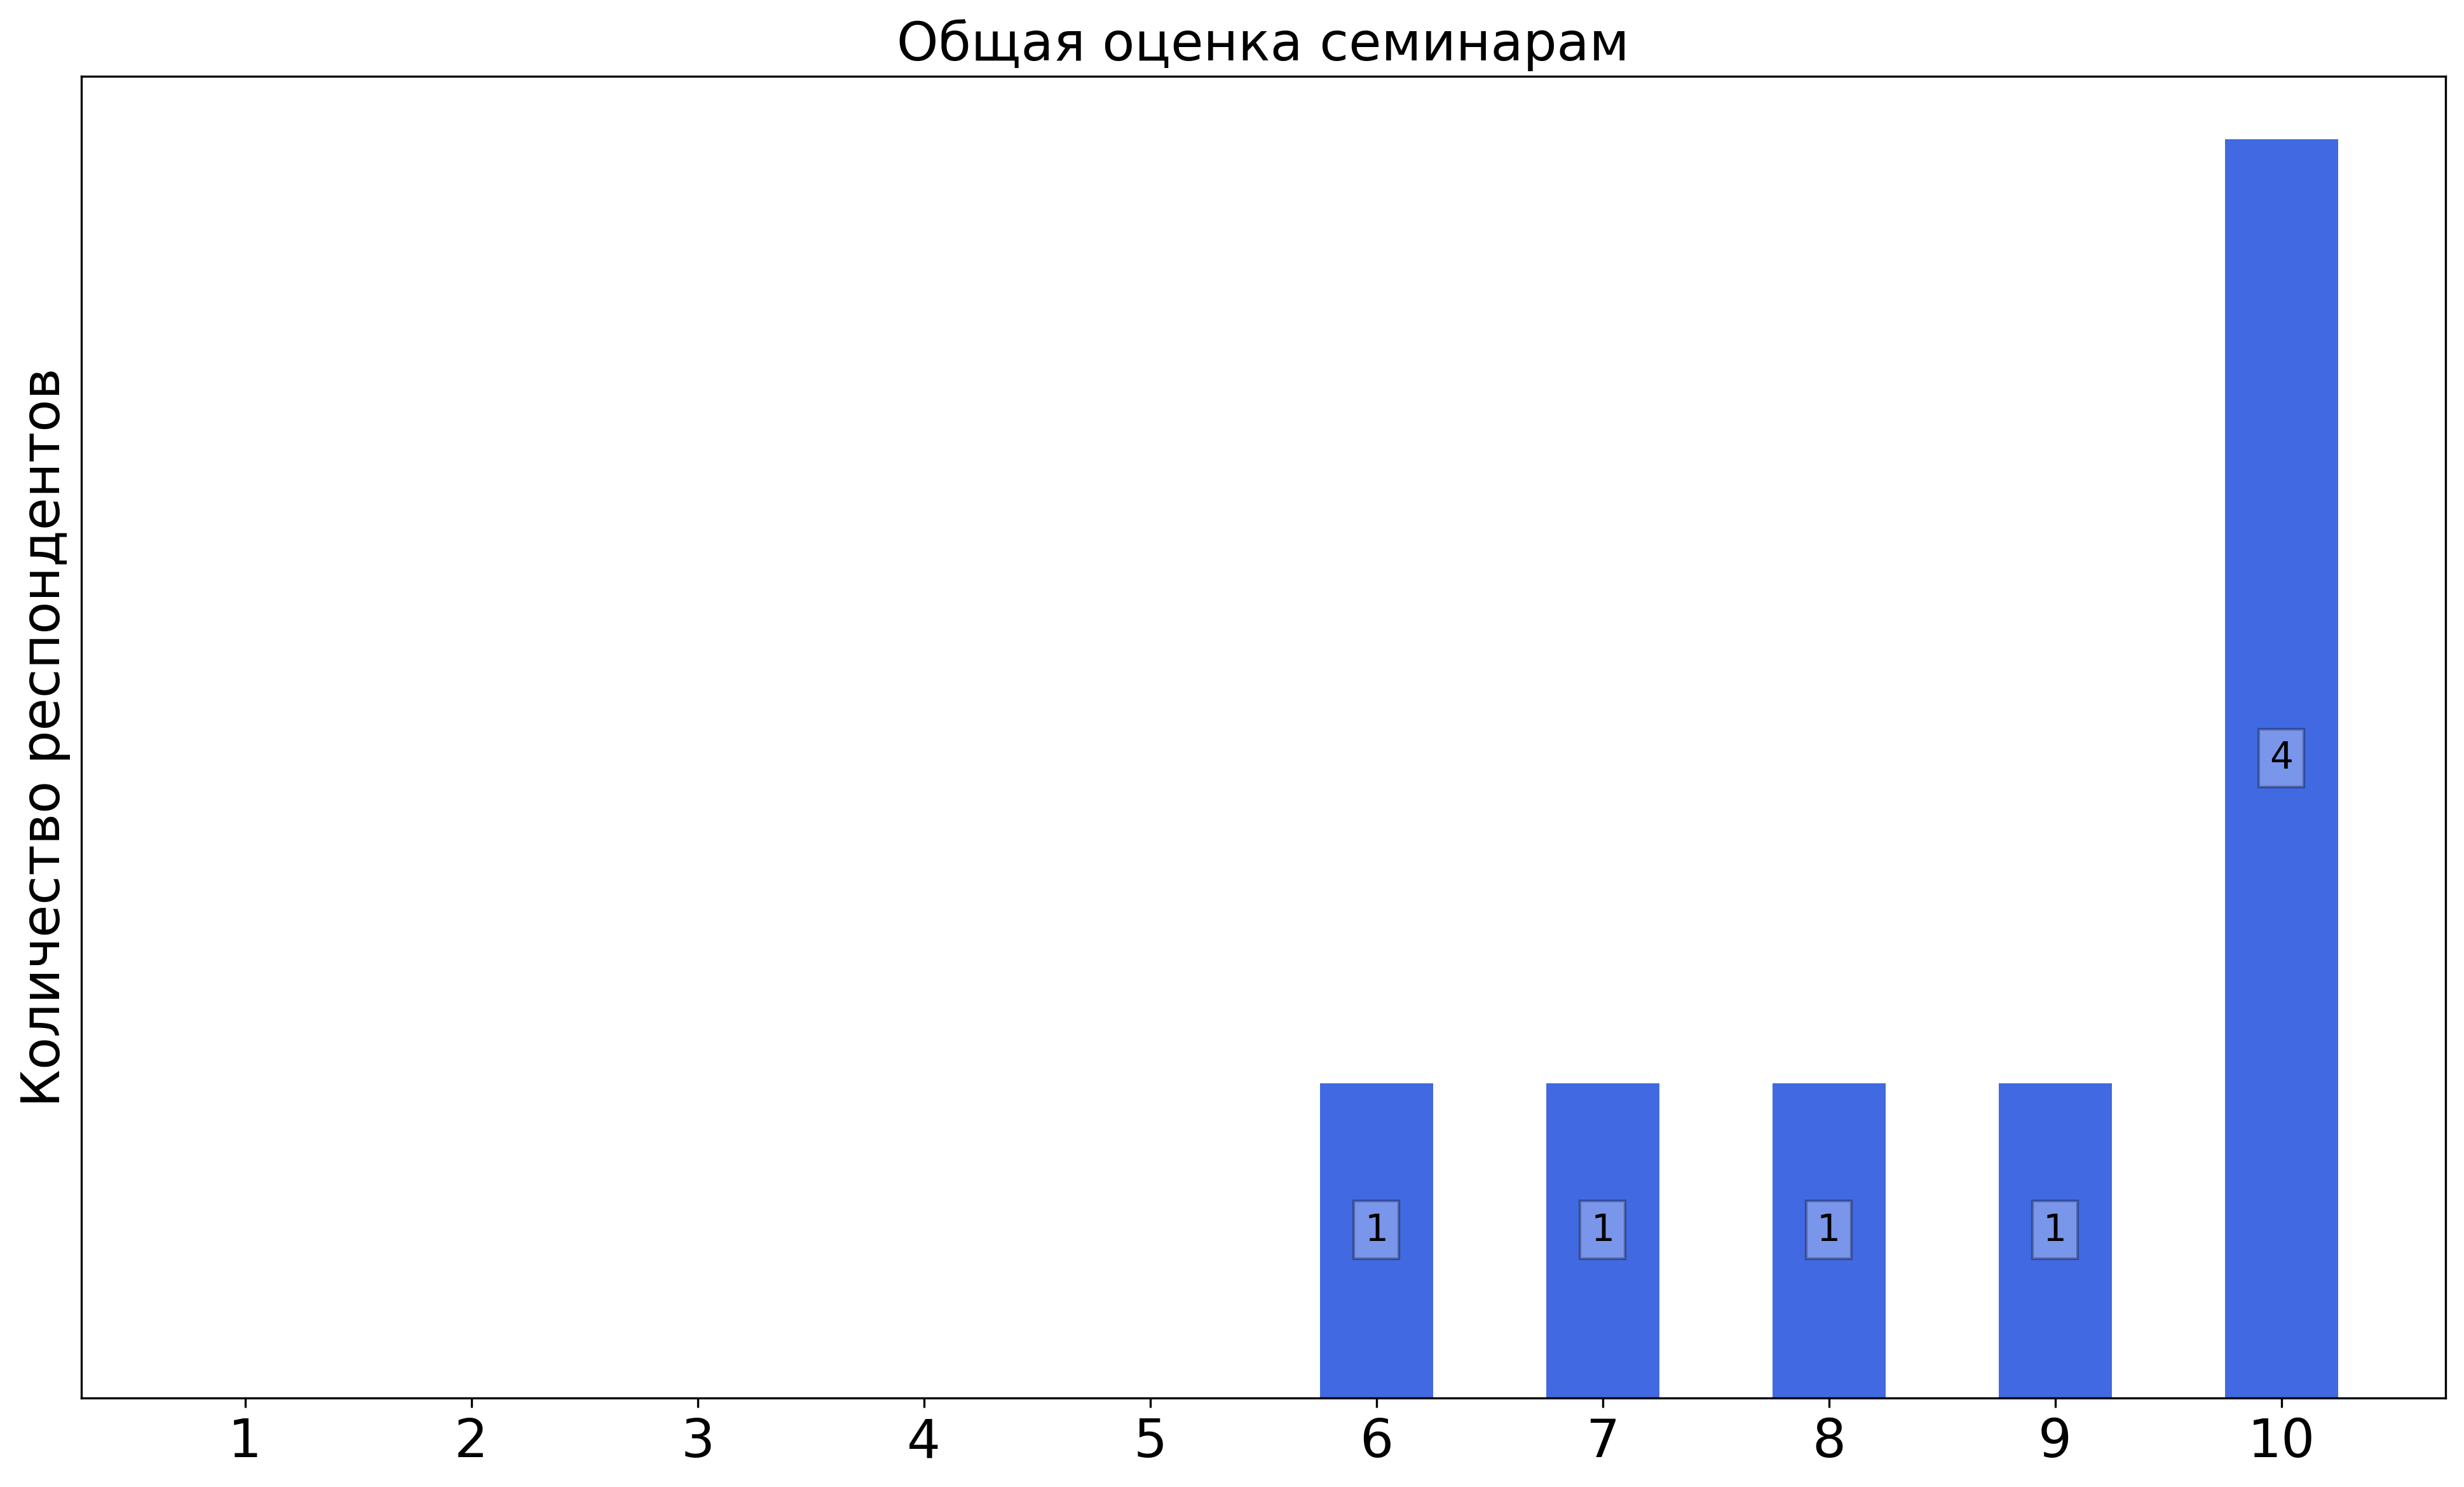 Общая оценка семинарам
Количество респондентов
4
1 1 1 1
1 2 3 4 5 6 7 8 9 10